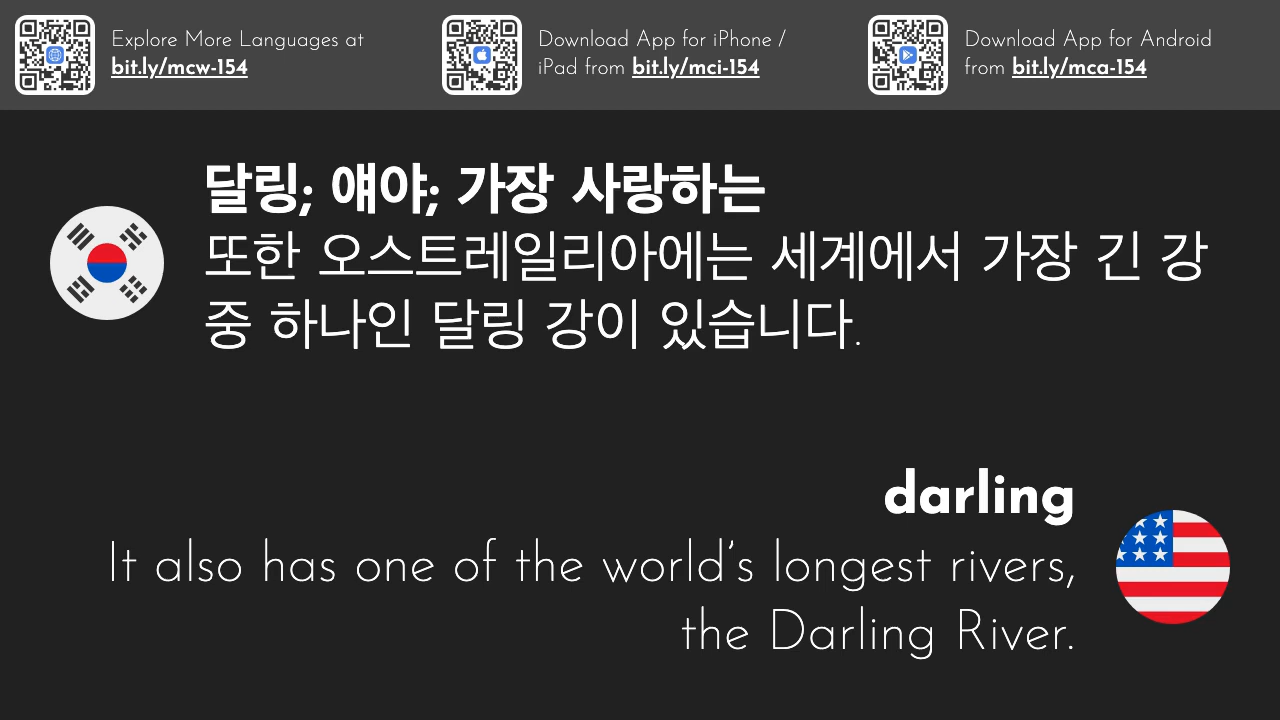 Explore More Languages at
bit.ly/mcw-154
Download App for iPhone /
iPad from bit.ly/mci-154
Download App for Android
from bit.ly/mca-154
달링; 얘야; 가장 사랑하는
또한 오스트레일리아에는 세계에서 가장 긴 강
중 하나인 달링 강이 있습니다.
darling
It also has one of the world’s longest rivers,
the Darling River.